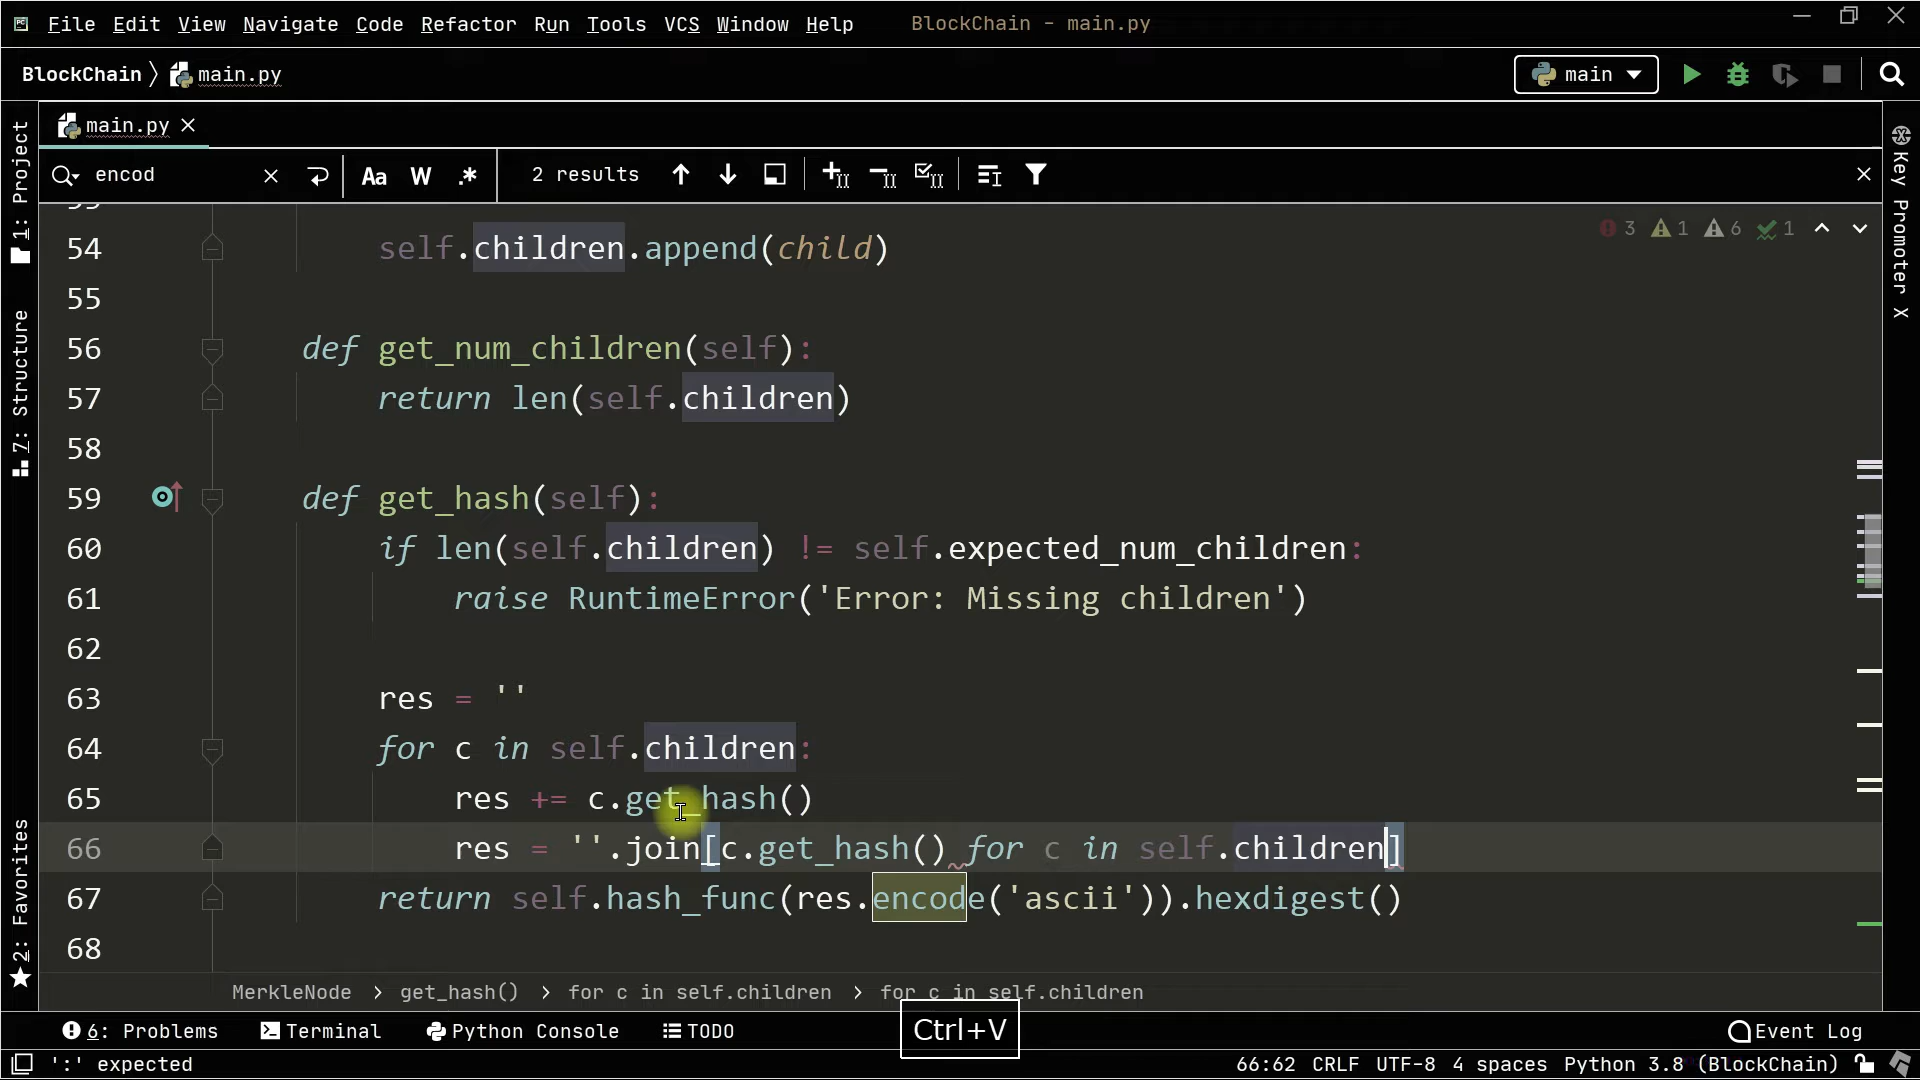 File Edit View Navigate Code Refactor Run Tools VCS Window Help BlockChain - main.py
BlockChain main.py main
main.py
encod Aa W .* 2 results
54 self.children.append(child) 3 1 6 1
55
56 def get_num_children(self):
57 return len(self.children)
58
59 def get_hash(self):
60 if len(self.children) != self.expected_num_children:
61 raise RuntimeError('Error: Missing children')
62
63 res = ''
64 for c in self.children:
65 res += c.get_hash()
66 res = ''.join[c.get_hash() for c in self.children]
67 return self.hash_func(res.encode('ascii')).hexdigest()
68
MerkleNode > get_hash() > for c in self.children > for c in self.children
6: Problems Terminal Python Console TODO Event Log
Ctrl+V
':' expected 66:62 CRLF UTF-8 4 spaces Python 3.8 (BlockChain)
1: Project
7: Structure
2: Favorites
Key Promoter X